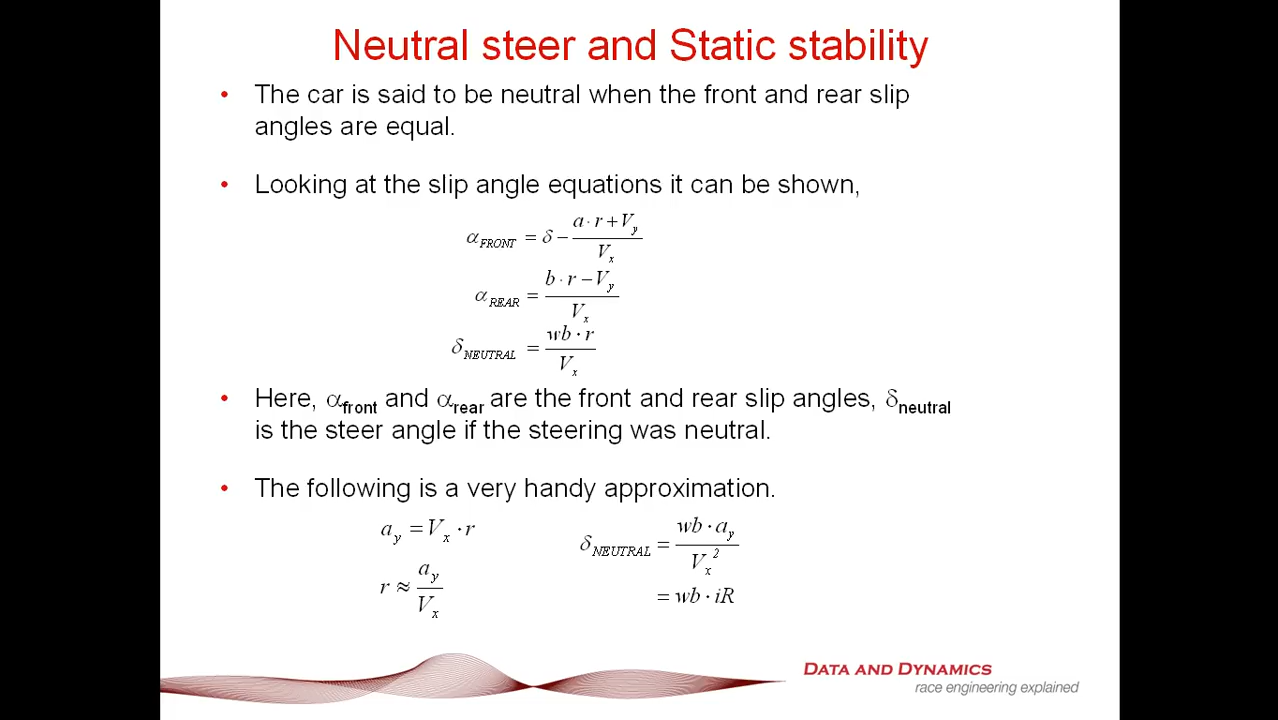 Neutral steer and Static stability
• The car is said to be neutral when the front and rear slip
angles are equal.
• Looking at the slip angle equations it can be shown,
α_FRONT = δ − (a · r + V_y) / V_x
α_REAR = (b · r − V_y) / V_x
δ_NEUTRAL = (wb · r) / V_x
• Here, α_front and α_rear are the front and rear slip angles, δ_neutral
is the steer angle if the steering was neutral.
• The following is a very handy approximation.
a_y = V_x · r
r ≈ a_y / V_x
δ_NEUTRAL = (wb · a_y) / V_x^2
= wb · iR
DATA AND DYNAMICS
race engineering explained